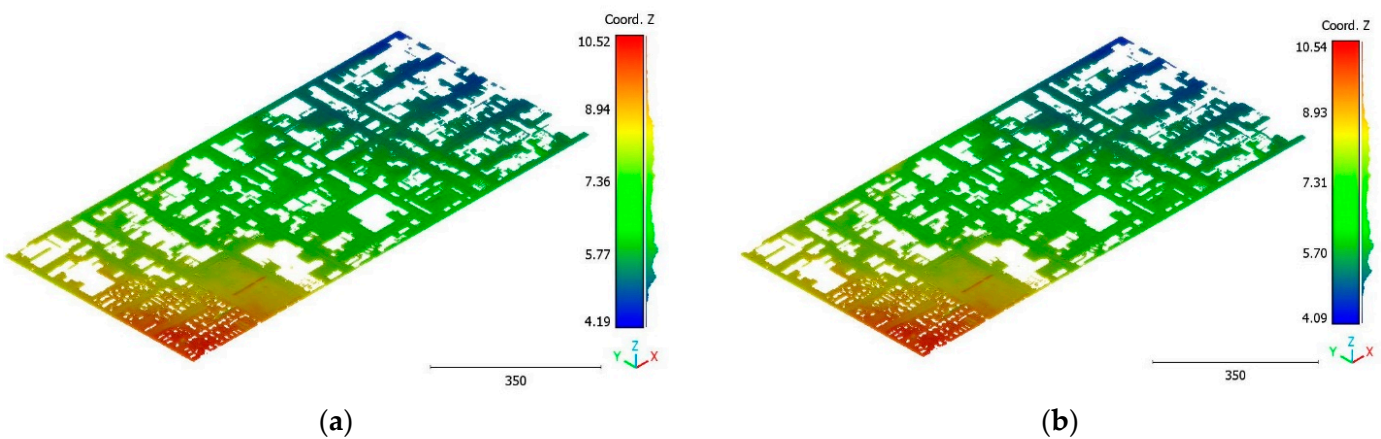 Coord. Z
10.52
8.94
7.36
5.77
4.19
Z
Y X
350
(a)
Coord. Z
10.54
8.93
7.31
5.70
4.09
Z
Y X
350
(b)